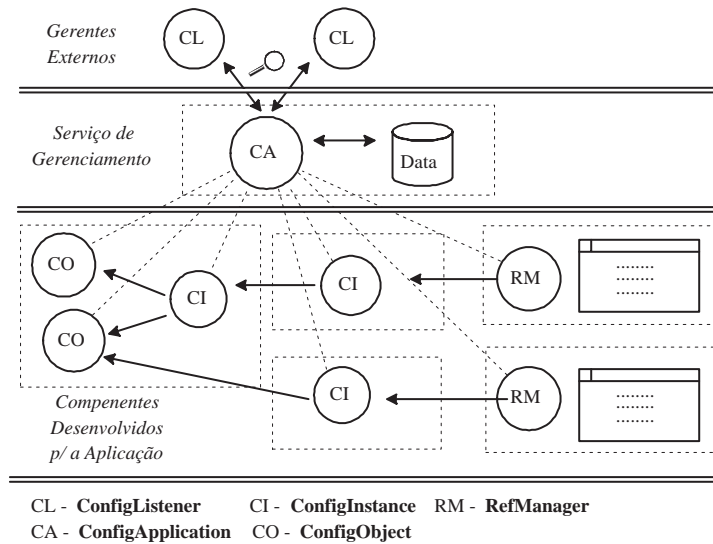 Gerentes
Externos
CL
CL
Serviço de
Gerenciamento
CA
Data
CO
CI
CI
RM
........
......
........
CO
CI
RM
........
........
........
Compenentes
Desenvolvidos
p/ a Aplicação
CL - ConfigListener CI - ConfigInstance RM - RefManager
CA - ConfigApplication CO - ConfigObject